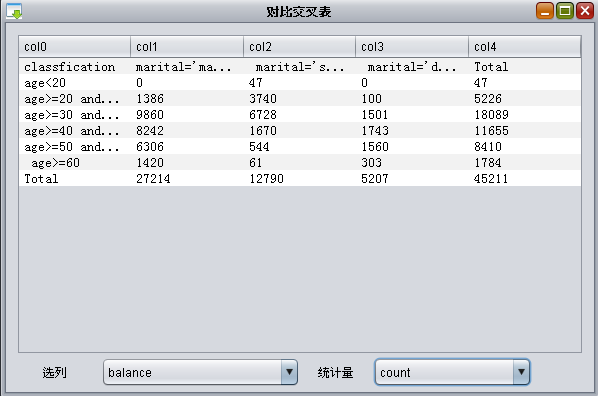 对比交叉表
col0 col1 col2 col3 col4
classfication marital='ma... marital='s... marital='d... Total
age<20 0 47 0 47
age>=20 and... 1386 3740 100 5226
age>=30 and... 9860 6728 1501 18089
age>=40 and... 8242 1670 1743 11655
age>=50 and... 6306 544 1560 8410
age>=60 1420 61 303 1784
Total 27214 12790 5207 45211
选列 balance 统计量 count